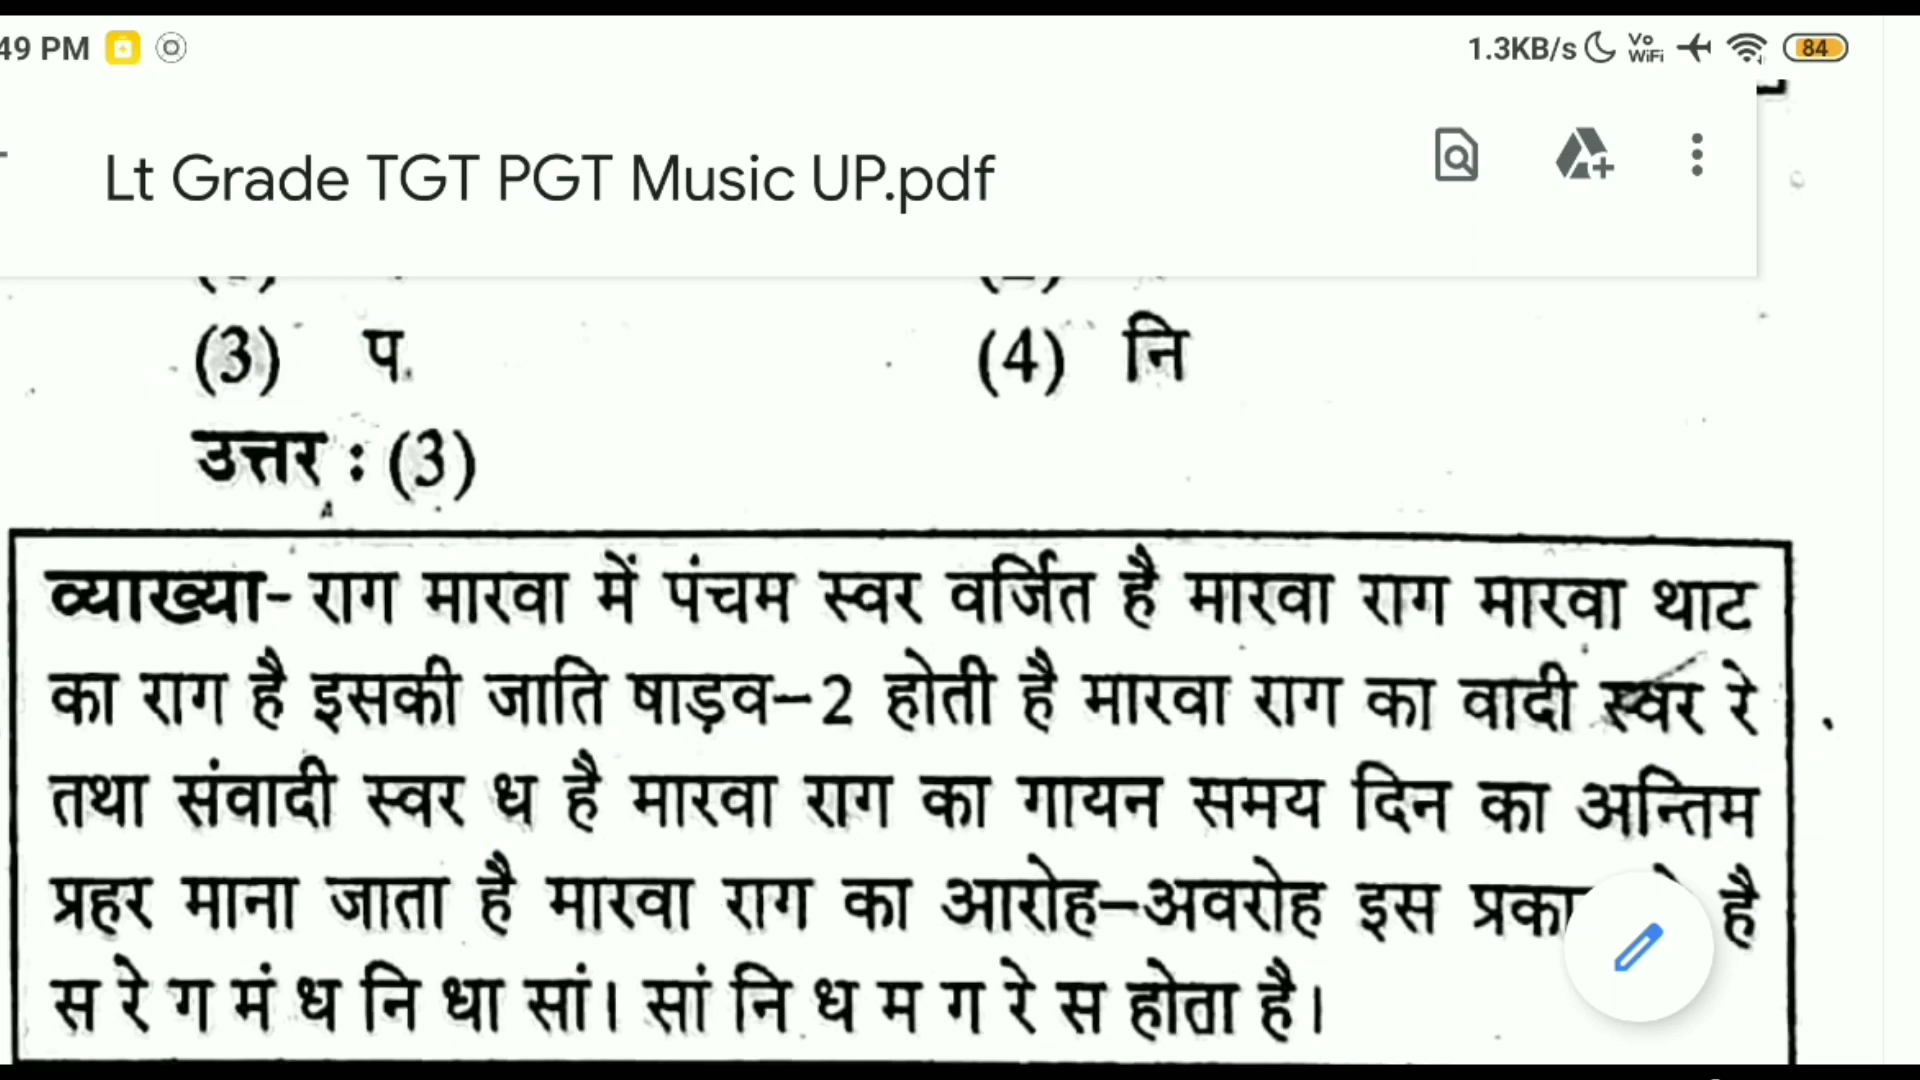 49 PM 1.3KB/s Vo WiFi 84
Lt Grade TGT PGT Music UP.pdf
(3) प. (4) नि
उत्तर : (3)
व्याख्या- राग मारवा में पंचम स्वर वर्जित है मारवा राग मारवा थाट
का राग है इसकी जाति षाड़व-2 होती है मारवा राग का वादी स्वर रे
तथा संवादी स्वर ध है मारवा राग का गायन समय दिन का अन्तिम
प्रहर माना जाता है मारवा राग का आरोह-अवरोह इस है
स रे ग मं ध नि धा सां। सां नि ध म ग रे स होता है।